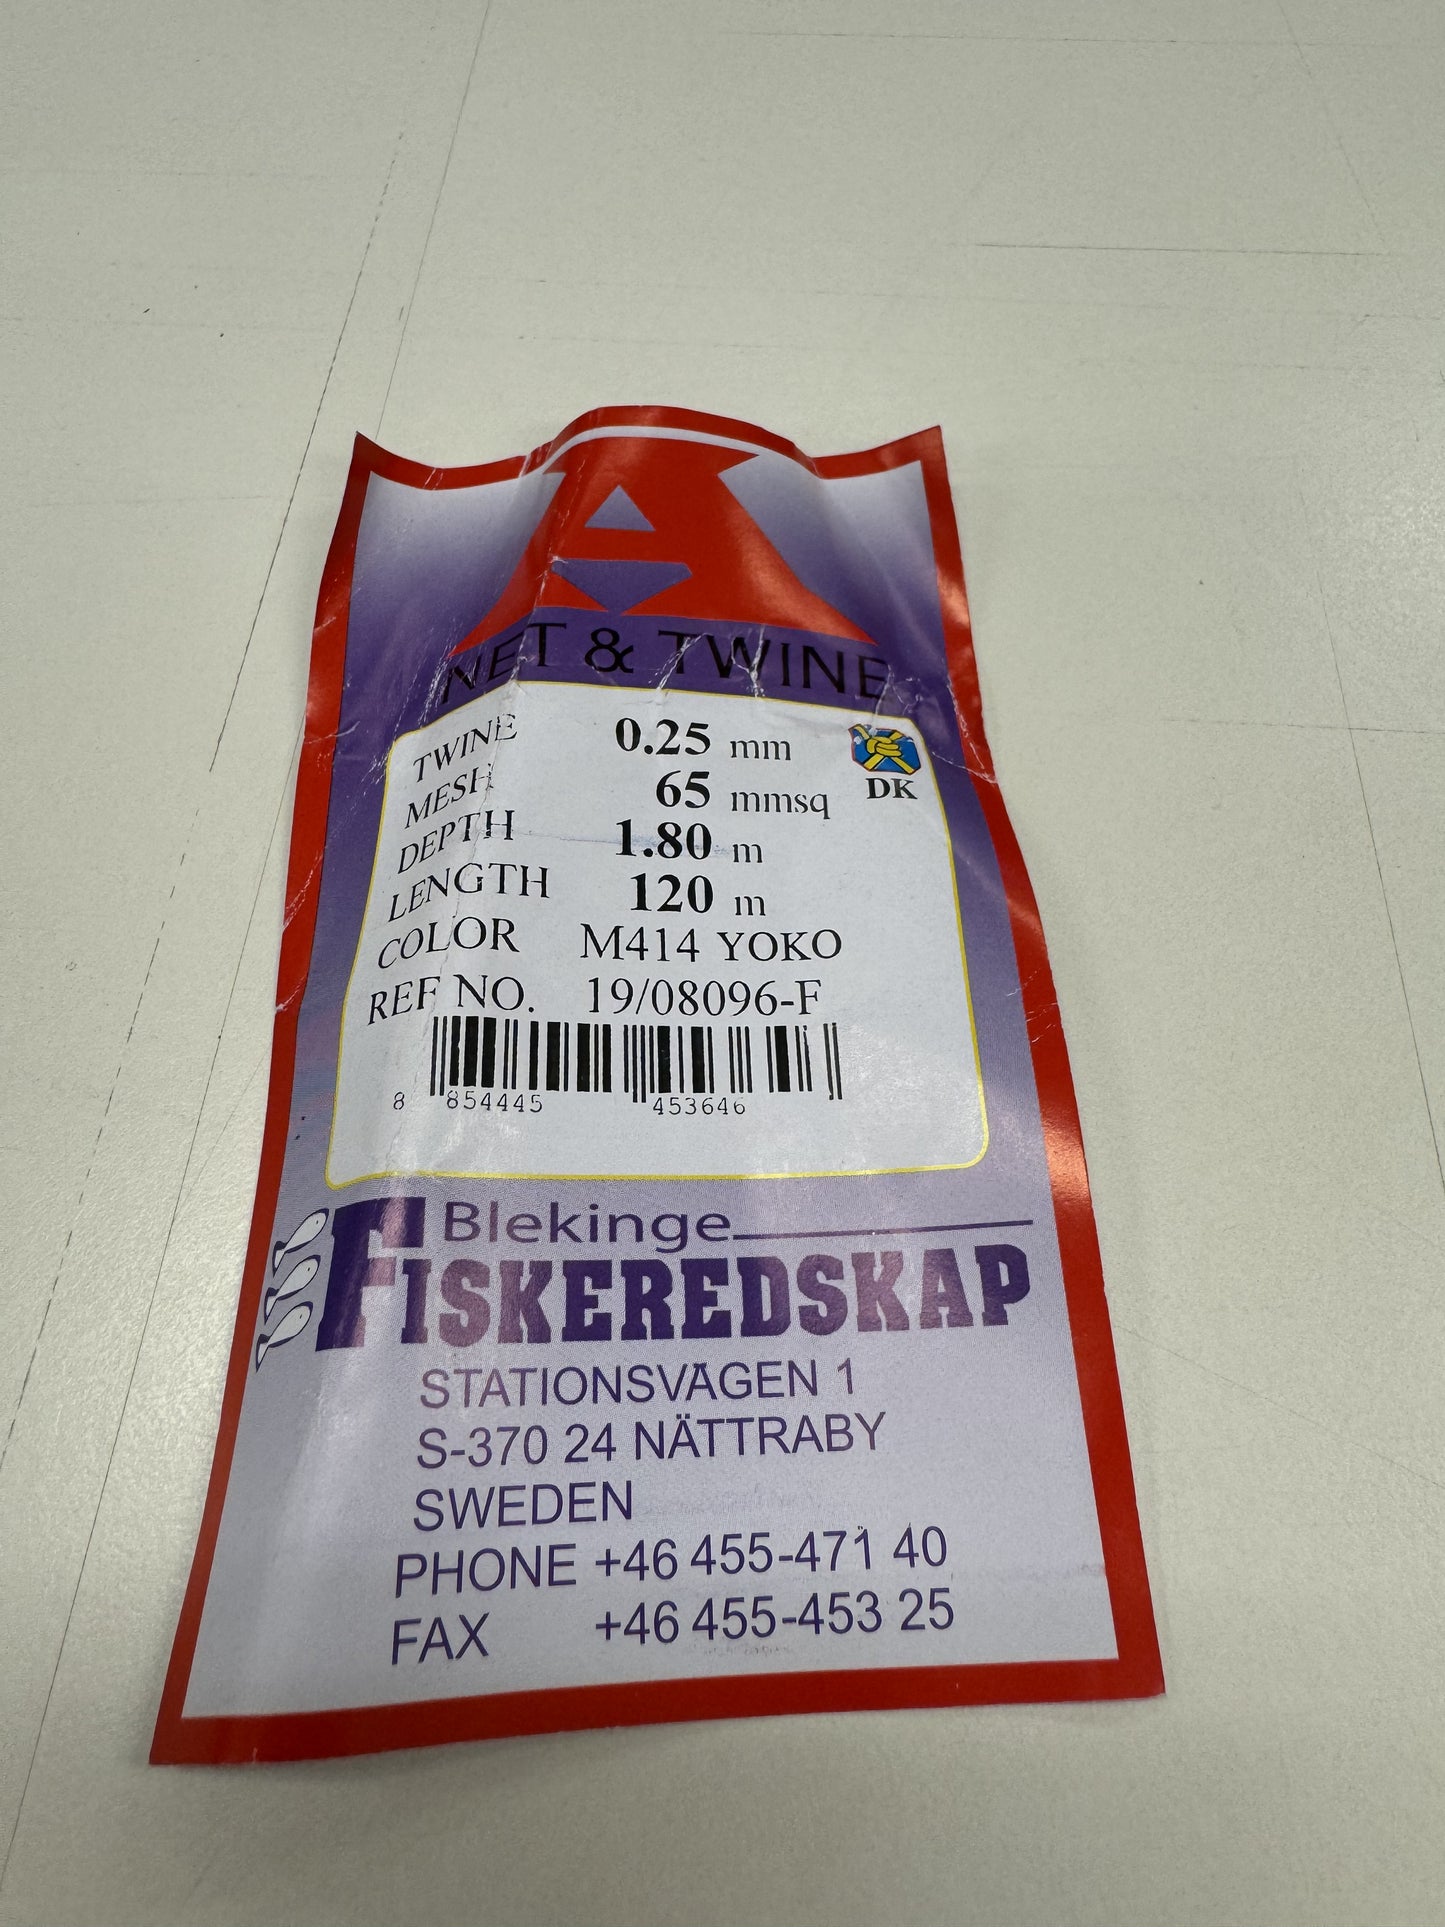 A
NET & TWINE
TWINE 0.25 mm
MESH 65 mmsq
DEPTH 1.80 m
LENGTH 120 m
COLOR M414 YOKO
REF NO. 19/08096-F
DK
8 854445 453646
Blekinge
FISKEREDSKAP
STATIONSVÄGEN 1
S-370 24 NÄTTRABY
SWEDEN
PHONE +46 455-471 40
FAX +46 455-453 25